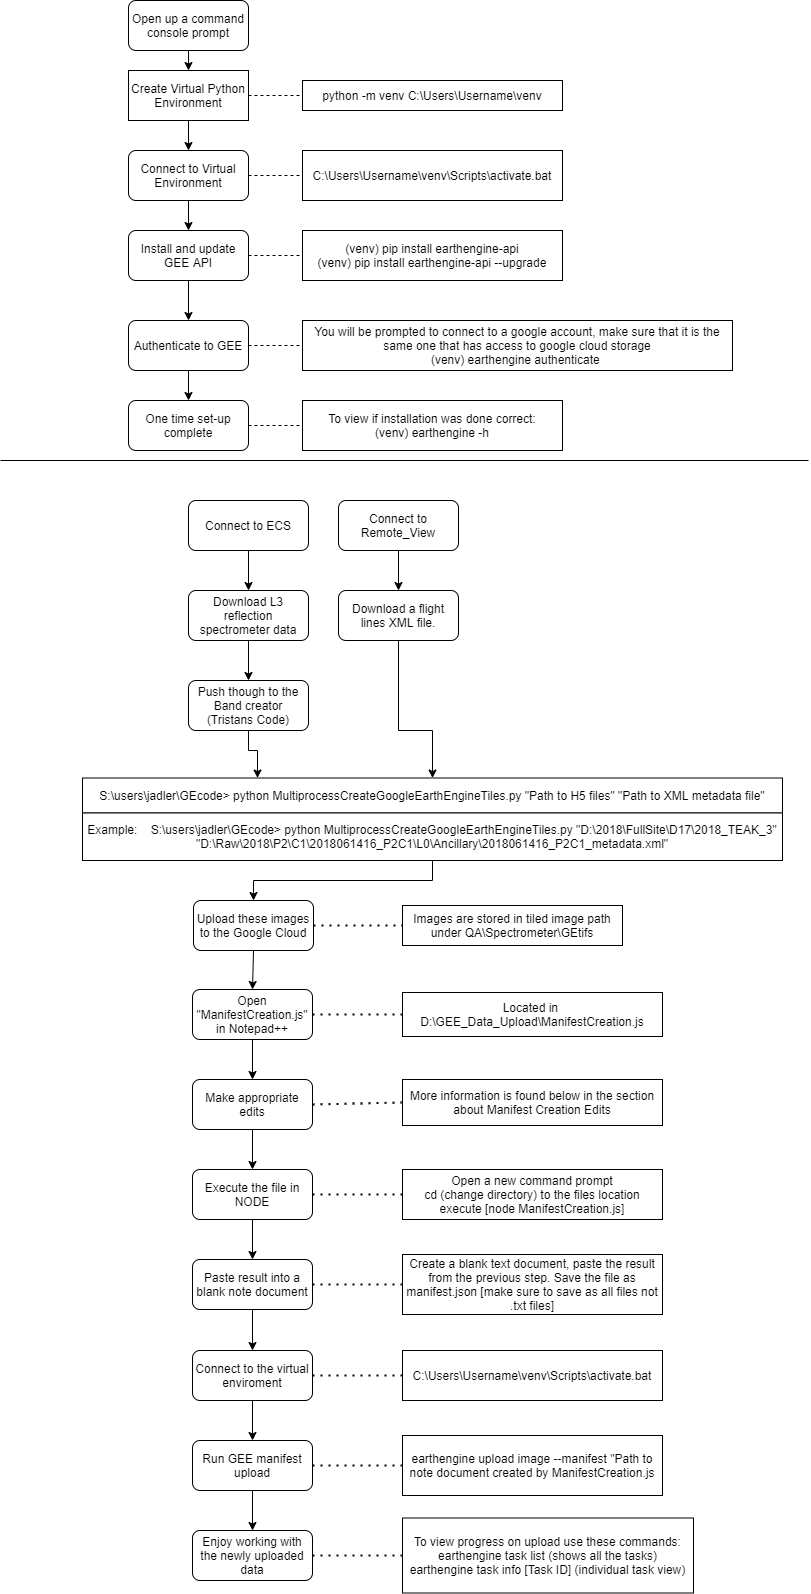 Open up a command
console prompt
Create Virtual Python
Environment
python -m venv C:\Users\Username\venv
Connect to Virtual
Environment
C:\Users\Username\venv\Scripts\activate.bat
Install and update
GEE API
(venv) pip install earthengine-api
(venv) pip install earthengine-api --upgrade
Authenticate to GEE
You will be prompted to connect to a google account, make sure that it is the
same one that has access to google cloud storage
(venv) earthengine authenticate
One time set-up
complete
To view if installation was done correct:
(venv) earthengine -h
Connect to ECS
Connect to
Remote_View
Download L3
reflection
spectrometer data
Download a flight
lines XML file.
Push though to the
Band creator
(Tristans Code)
S:\users\jadler\GEcode> python MultiprocessCreateGoogleEarthEngineTiles.py "Path to H5 files" "Path to XML metadata file"
Example: S:\users\jadler\GEcode> python MultiprocessCreateGoogleEarthEngineTiles.py "D:\2018\FullSite\D17\2018_TEAK_3"
"D:\Raw\2018\P2\C1\2018061416_P2C1\L0\Ancillary\2018061416_P2C1_metadata.xml"
Upload these images
to the Google Cloud
Images are stored in tiled image path
under QA\Spectrometer\GEtifs
Open
"ManifestCreation.js"
in Notepad++
Located in
D:\GEE_Data_Upload\ManifestCreation.js
Make appropriate
edits
More information is found below in the section
about Manifest Creation Edits
Execute the file in
NODE
Open a new command prompt
cd (change directory) to the files location
execute [node ManifestCreation.js]
Paste result into a
blank note document
Create a blank text document, paste the result
from the previous step. Save the file as
manifest.json [make sure to save as all files not
.txt files]
Connect to the virtual
enviroment
C:\Users\Username\venv\Scripts\activate.bat
Run GEE manifest
upload
earthengine upload image --manifest "Path to
note document created by ManifestCreation.js
Enjoy working with
the newly uploaded
data
To view progress on upload use these commands:
earthengine task list (shows all the tasks)
earthengine task info [Task ID] (individual task view)